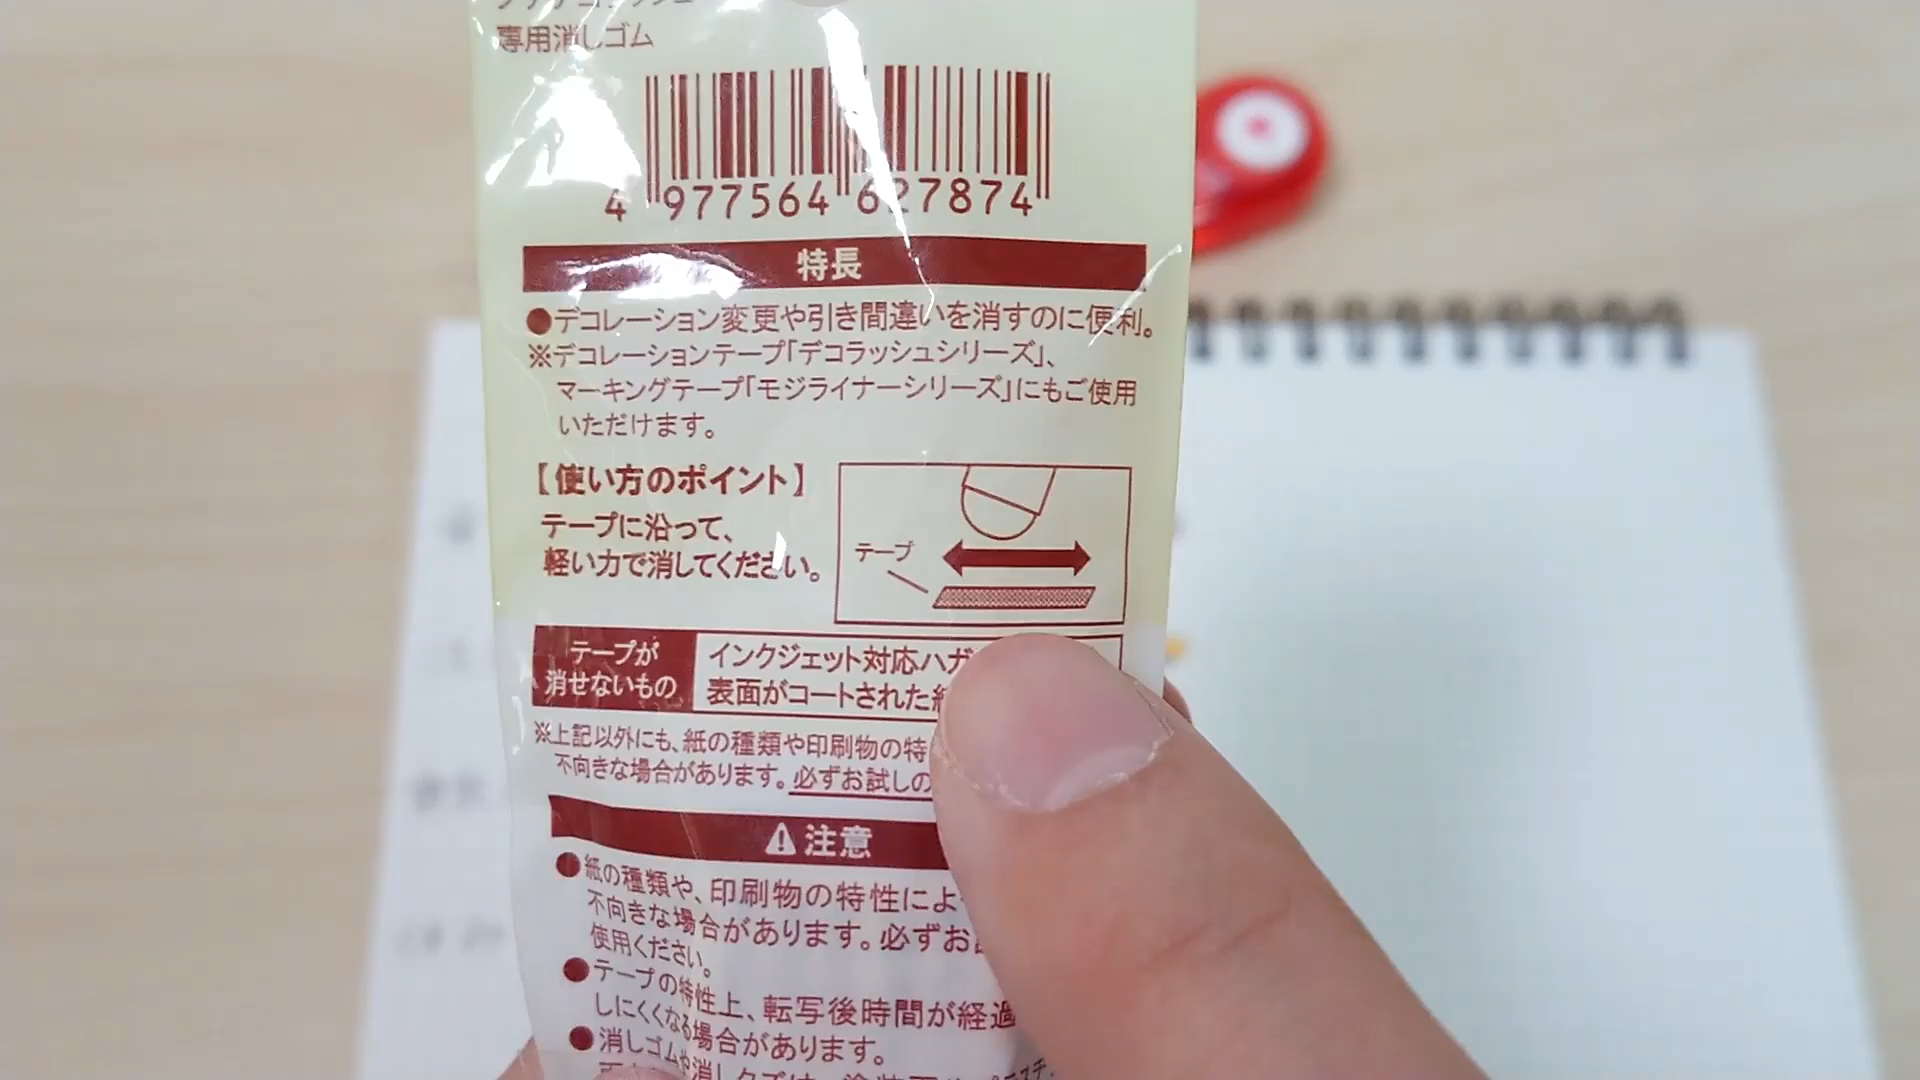 専用消しゴム
4 977564 627874
特長
●デコレーション変更や引き間違いを消すのに便利。
※デコレーションテープ「デコラッシュシリーズ」、
マーキングテープ「モジライナーシリーズ」にもご使用
いただけます。
【使い方のポイント】
テープに沿って、
軽い力で消してください。
テープ
テープが
消せないもの
インクジェット対応ハガ
表面がコートされた
※上記以外にも、紙の種類や印刷物の特
不向きな場合があります。必ずお試しの
⚠注意
●紙の種類や、印刷物の特性によ
不向きな場合があります。必ずお
使用ください。
●テープの特性上、転写後時間が経過
しにくくなる場合があります。
●消しゴムや消しクズは、